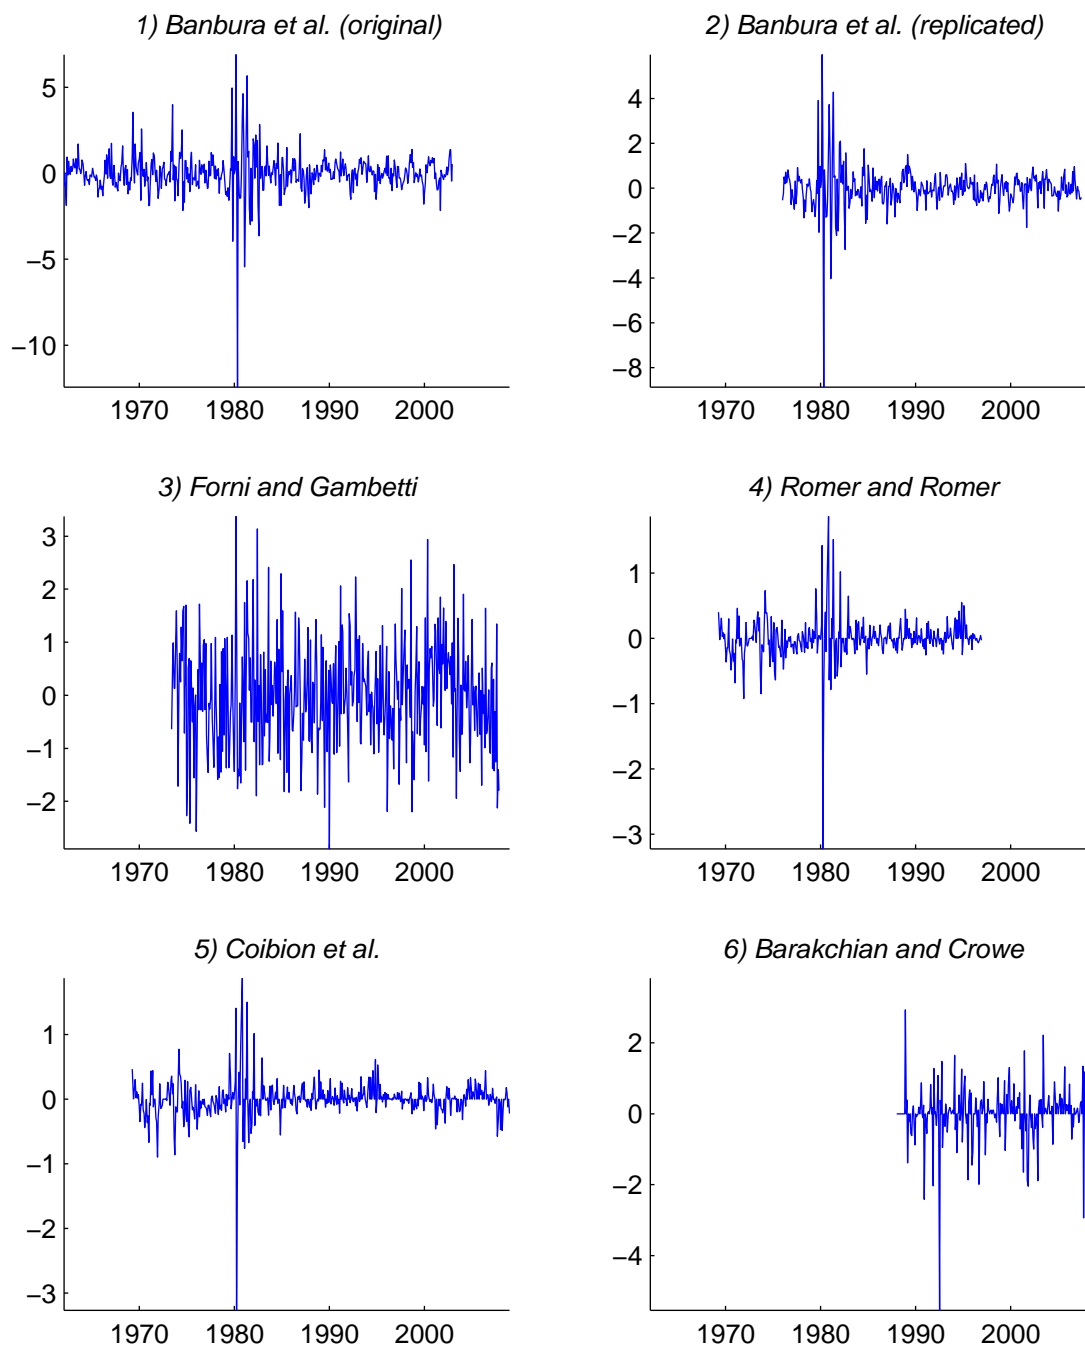 1) Banbura et al. (original)
5
0
−5
−10
1970 1980 1990 2000
2) Banbura et al. (replicated)
4
2
0
−2
−4
−6
−8
1970 1980 1990 2000
3) Forni and Gambetti
3
2
1
0
−1
−2
1970 1980 1990 2000
4) Romer and Romer
1
0
−1
−2
−3
1970 1980 1990 2000
5) Coibion et al.
1
0
−1
−2
−3
1970 1980 1990 2000
6) Barakchian and Crowe
2
0
−2
−4
1970 1980 1990 2000